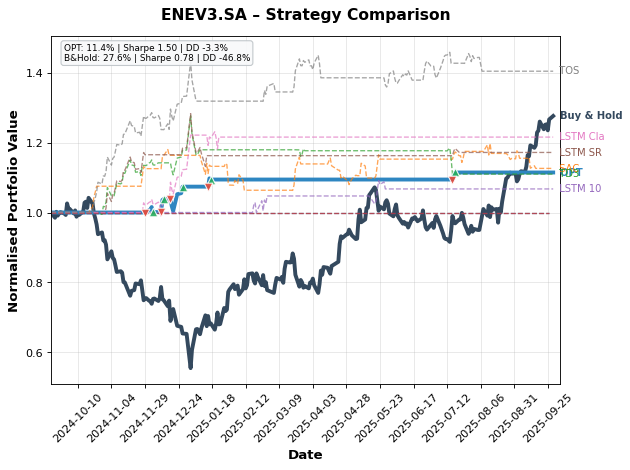 ENEV3.SA – Strategy Comparison
OPT: 11.4% | Sharpe 1.50 | DD -3.3%
B&Hold: 27.6% | Sharpe 0.78 | DD -46.8%
Normalised Portfolio Value
1.4
1.2
1.0
0.8
0.6
TOS
Buy & Hold
LSTM Cla
LSTM SR
OPT
LSTM 10
2024-10-10
2024-11-04
2024-11-29
2024-12-24
2025-01-18
2025-02-12
2025-03-09
2025-04-03
2025-04-28
2025-05-23
2025-06-17
2025-07-12
2025-08-06
2025-08-31
2025-09-25
Date